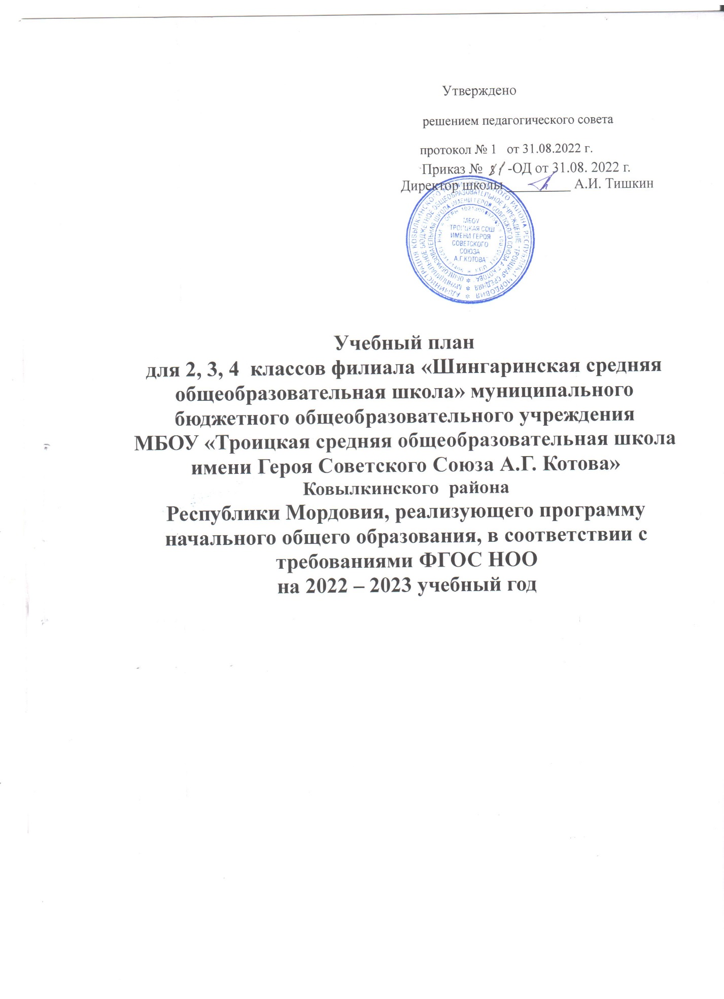 Утверждено
решением педагогического совета
протокол № 1 от 31.08.2022 г.
Приказ № 81 -ОД от 31.08. 2022 г.
Директор школы _________ А.И. Тишкин
МБОУ
ТРОИЦКАЯ СОШ
ИМЕНИ ГЕРОЯ
СОВЕТСКОГО
СОЮЗА
А.Г.КОТОВА"
Учебный план
для 2, 3, 4 классов филиала «Шингаринская средняя
общеобразовательная школа» муниципального
бюджетного общеобразовательного учреждения
МБОУ «Троицкая средняя общеобразовательная школа
имени Героя Советского Союза А.Г. Котова»
Ковылкинского района
Республики Мордовия, реализующего программу
начального общего образования, в соответствии с
требованиями ФГОС НОО
на 2022 – 2023 учебный год